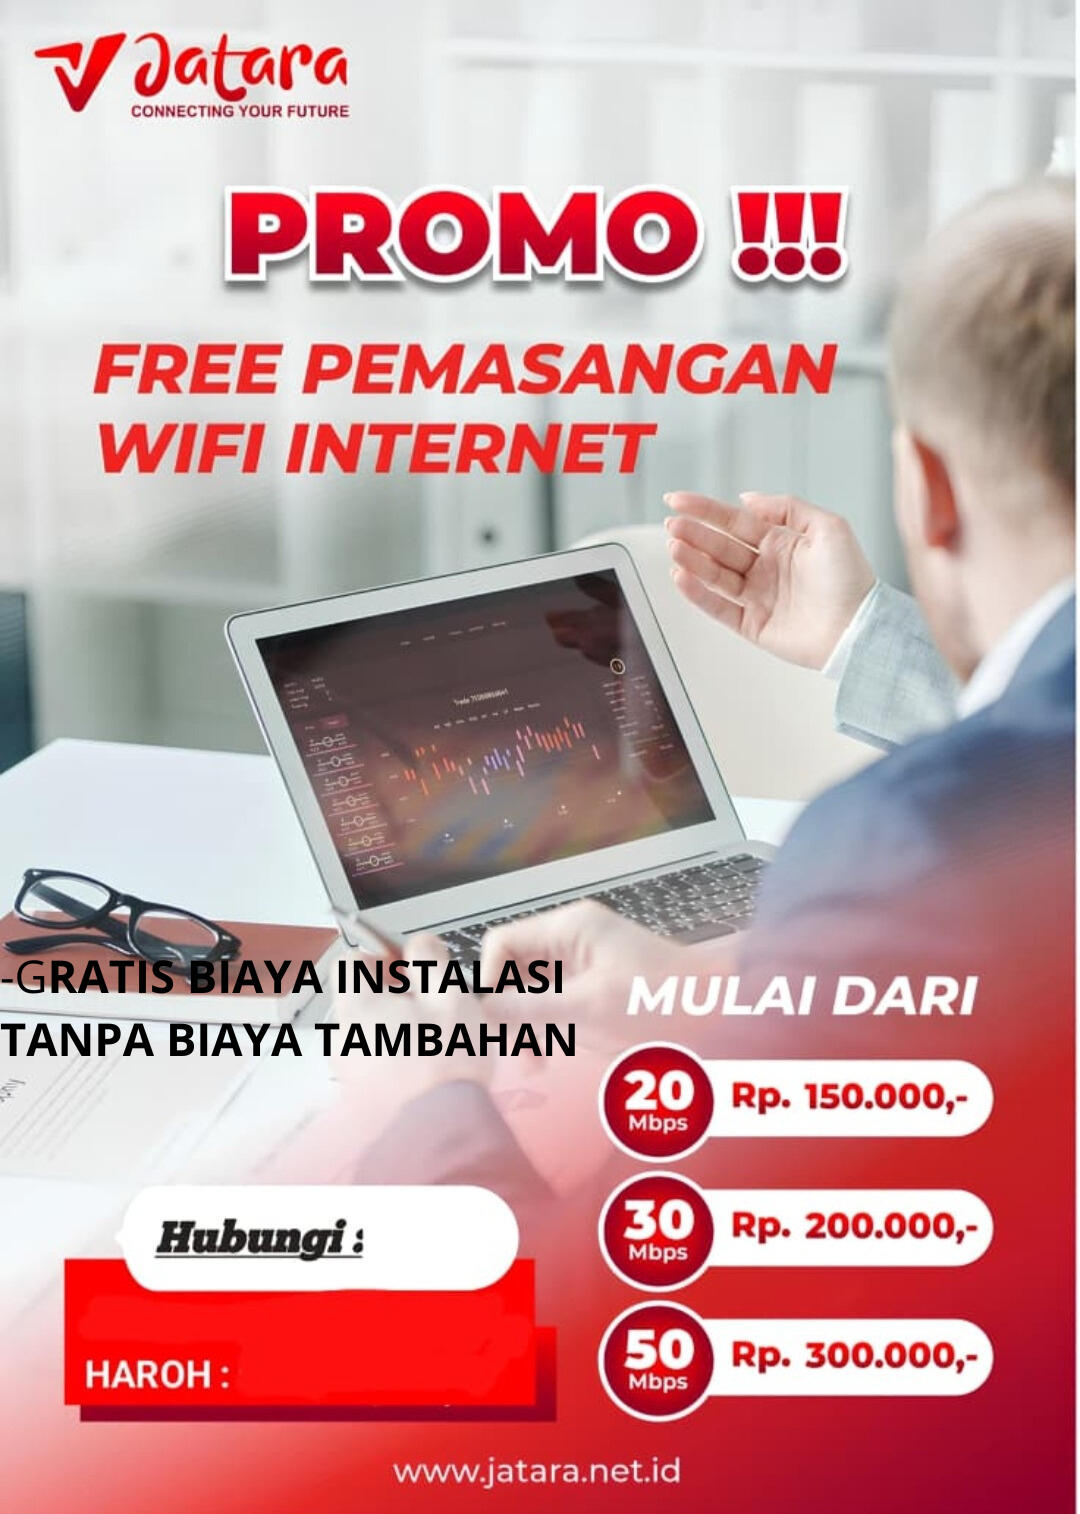 Jatara
CONNECTING YOUR FUTURE
PROMO !!!
FREE PEMASANGAN
WIFI INTERNET
Trade
-GRATIS BIAYA INSTALASI
TANPA BIAYA TAMBAHAN
MULAI DARI
20
Mbps
Rp. 150.000,-
30
Mbps
Rp. 200.000,-
50
Mbps
Rp. 300.000,-
Hubungi :
HAROH :
www.jatara.net.id